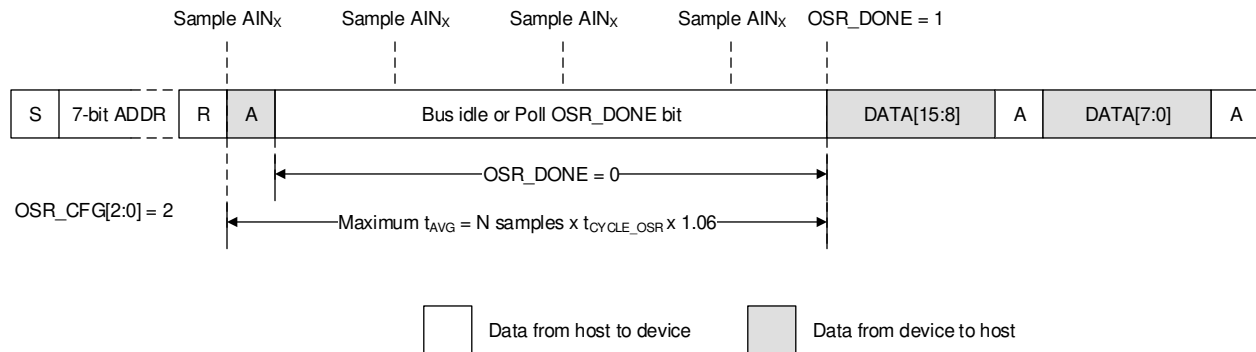 Sample AINX Sample AINX Sample AINX Sample AINX OSR_DONE = 1
S 7-bit ADDR R A Bus idle or Poll OSR_DONE bit DATA[15:8] A DATA[7:0] A
OSR_DONE = 0
OSR_CFG[2:0] = 2
Maximum tAVG = N samples x tCYCLE_OSR x 1.06
Data from host to device Data from device to host